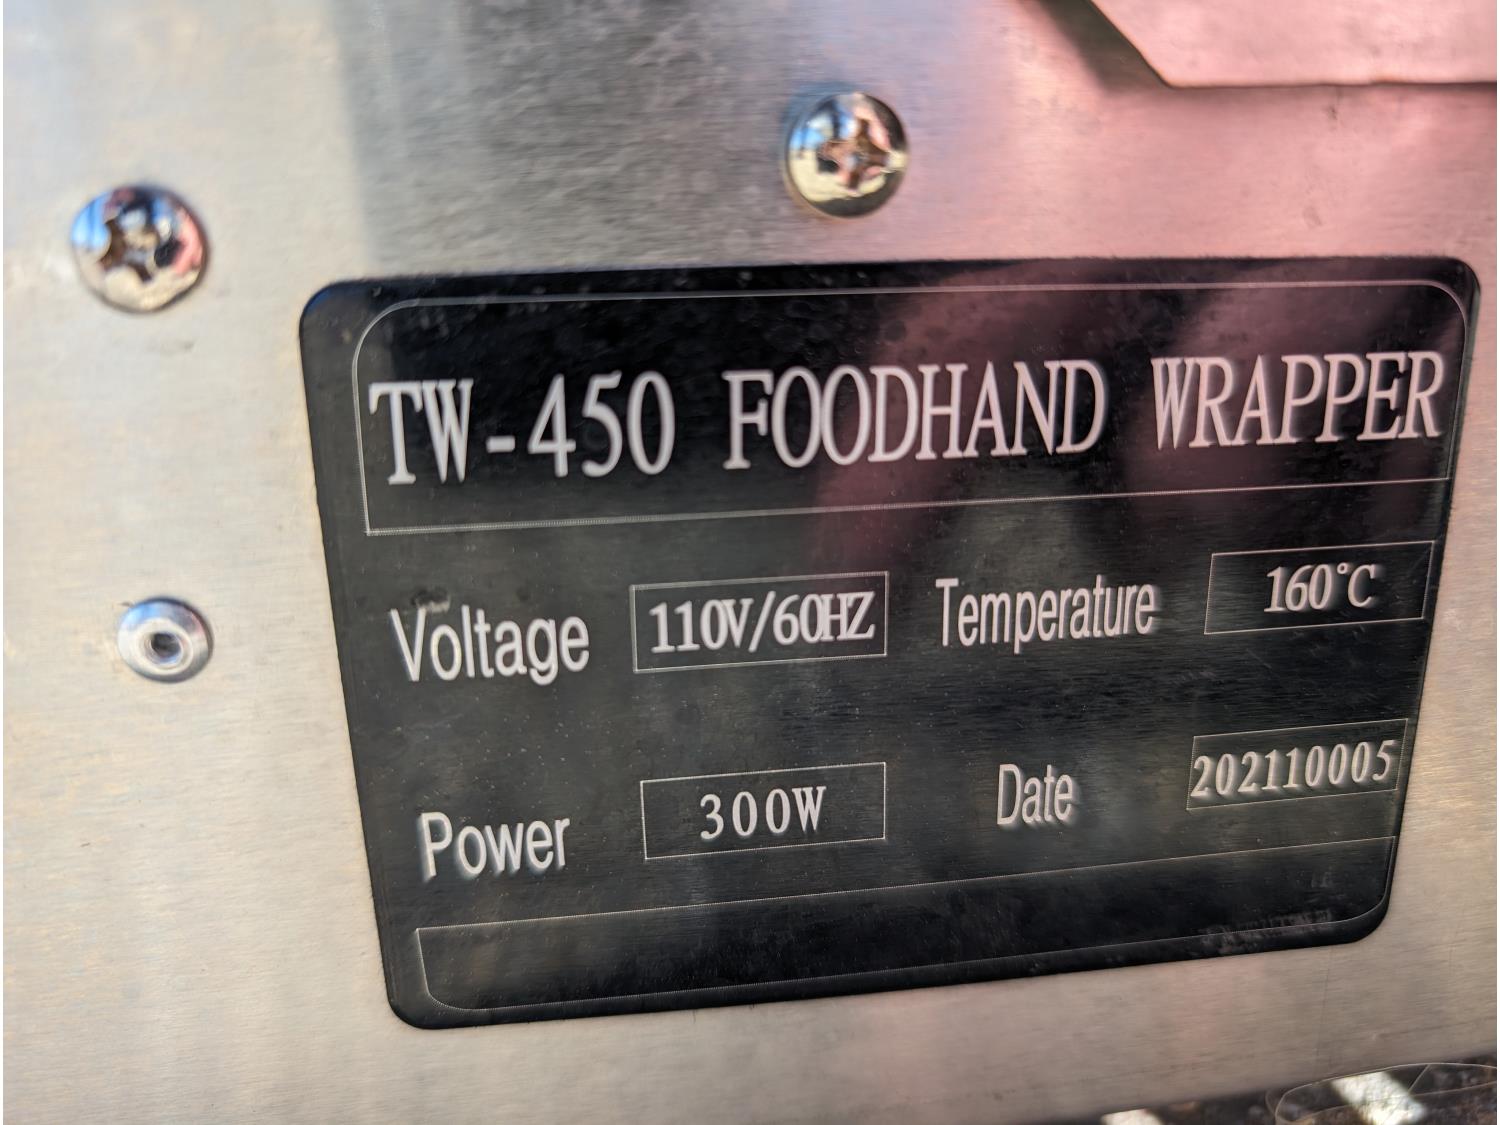 TW-450 FOODHAND WRAPPER
Voltage 110V/60HZ Temperature 160°C
Power 300W Date 202110005